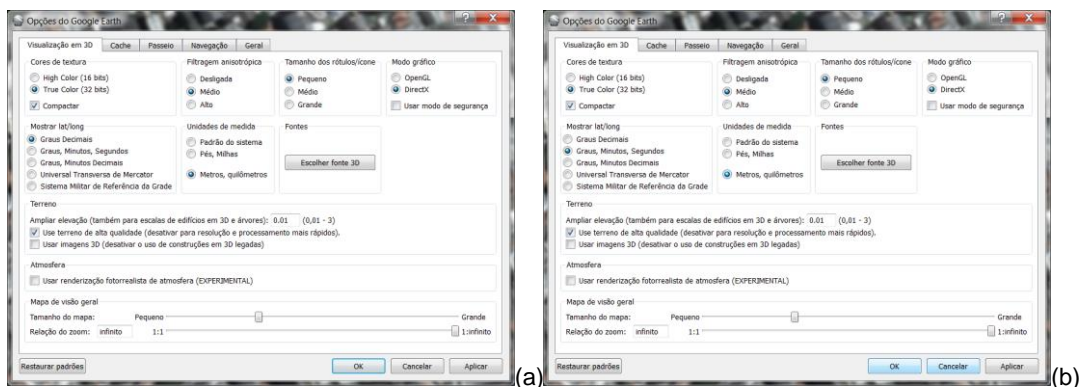 Opções do Google Earth
Visualização em 3D Cache Passeio Navegação Geral
Cores de textura
High Color (16 bits)
True Color (32 bits)
Compactar
Filtragem anisotrópica
Desligada
Médio
Alto
Tamanho dos rótulos/ícone
Pequeno
Médio
Grande
Modo gráfico
OpenGL
DirectX
Usar modo de segurança
Mostrar lat/long
Graus Decimais
Graus, Minutos, Segundos
Graus, Minutos Decimais
Universal Transversa de Mercator
Sistema Militar de Referência da Grade
Unidades de medida
Padrão do sistema
Pés, Milhas
Metros, quilômetros
Fontes
Escolher fonte 3D
Terreno
Ampliar elevação (também para escalas de edifícios em 3D e árvores): 0.01 (0,01 - 3)
Use terreno de alta qualidade (desativar para resolução e processamento mais rápidos).
Usar imagens 3D (desativar o uso de construções em 3D legadas)
Atmosfera
Usar renderização fotorrealista de atmosfera (EXPERIMENTAL)
Mapa de visão geral
Tamanho do mapa: Pequeno Grande
Relação do zoom: infinito 1:1 1:infinito
Restaurar padrões OK Cancelar Aplicar
(a)
Opções do Google Earth
Visualização em 3D Cache Passeio Navegação Geral
Cores de textura
High Color (16 bits)
True Color (32 bits)
Compactar
Filtragem anisotrópica
Desligada
Médio
Alto
Tamanho dos rótulos/ícone
Pequeno
Médio
Grande
Modo gráfico
OpenGL
DirectX
Usar modo de segurança
Mostrar lat/long
Graus Decimais
Graus, Minutos, Segundos
Graus, Minutos Decimais
Universal Transversa de Mercator
Sistema Militar de Referência da Grade
Unidades de medida
Padrão do sistema
Pés, Milhas
Metros, quilômetros
Fontes
Escolher fonte 3D
Terreno
Ampliar elevação (também para escalas de edifícios em 3D e árvores): 0.01 (0,01 - 3)
Use terreno de alta qualidade (desativar para resolução e processamento mais rápidos).
Usar imagens 3D (desativar o uso de construções em 3D legadas)
Atmosfera
Usar renderização fotorrealista de atmosfera (EXPERIMENTAL)
Mapa de visão geral
Tamanho do mapa: Pequeno Grande
Relação do zoom: infinito 1:1 1:infinito
Restaurar padrões OK Cancelar Aplicar
(b)